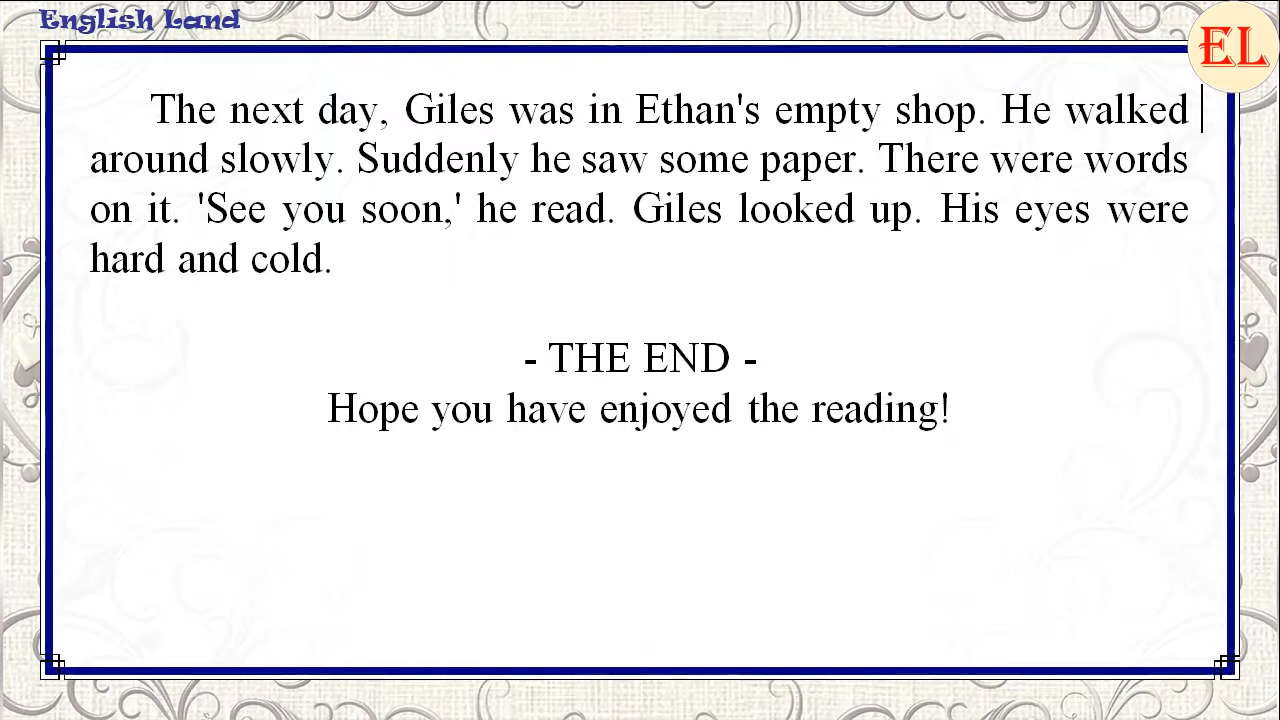 English Land
EL
The next day, Giles was in Ethan's empty shop. He walked
around slowly. Suddenly he saw some paper. There were words
on it. 'See you soon,' he read. Giles looked up. His eyes were
hard and cold.
- THE END -
Hope you have enjoyed the reading!